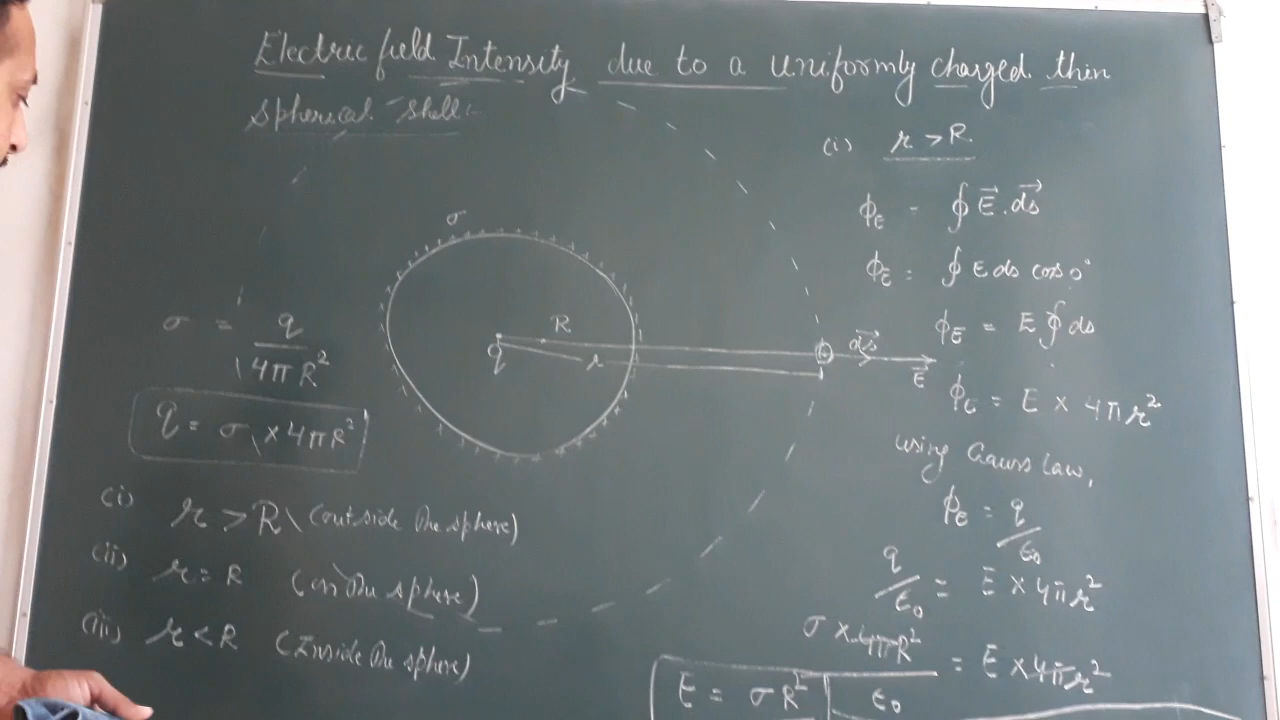 Electric field Intensity due to a uniformly charged thin
spherical shell:
σ
σ = q / 4πR²
q = σ × 4πR²
R
q
r
ds⃗
E⃗
(i) r > R (outside the sphere)
(ii) r = R (on the sphere)
(iii) r < R (Inside the sphere)
(i) r > R
ϕE = ∮ E⃗ . ds⃗
ϕE = ∮ E ds cos 0°
ϕE = E ∮ ds
ϕE = E × 4πr²
using Gauss law,
ϕE = q / ε0
q / ε0 = E × 4πr²
σ × 4πR² / ε0 = E × 4πr²
E = σ R²